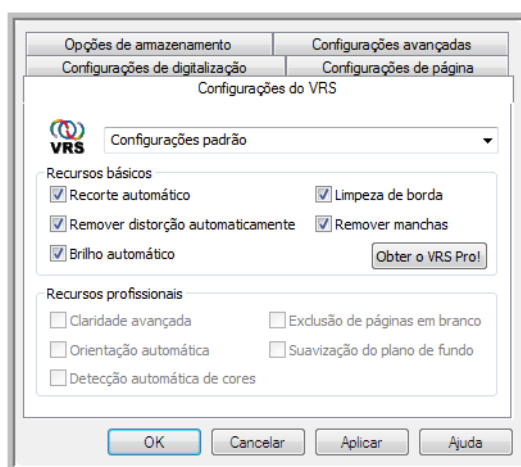 Opções de armazenamento
Configurações avançadas
Configurações de digitalização
Configurações de página
Configurações do VRS
VRS
Configurações padrão
Recursos básicos
Recorte automático
Limpeza de borda
Remover distorção automaticamente
Remover manchas
Brilho automático
Obter o VRS Pro!
Recursos profissionais
Claridade avançada
Exclusão de páginas em branco
Orientação automática
Suavização do plano de fundo
Detecção automática de cores
OK
Cancelar
Aplicar
Ajuda